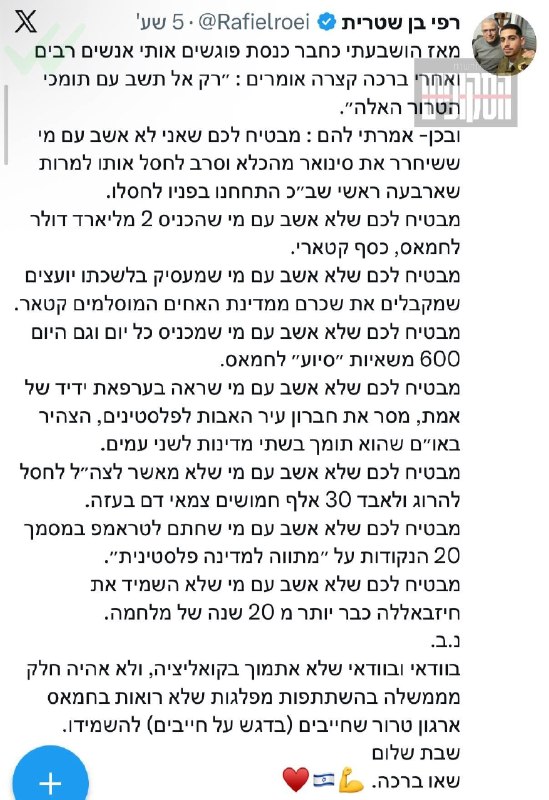 רפי בן שטרית @Rafielroei · 5 שע'
מאז הושבעתי כחבר כנסת פוגשים אותי אנשים רבים
ואחרי ברכה קצרה אומרים : ״רק אל תשב עם תומכי
הטרור האלה״.
ובכן- אמרתי להם : מבטיח לכם שאני לא אשב עם מי
ששיחרר את סינואר מהכלא וסרב לחסל אותו למרות
שארבעה ראשי שב״כ התחחנו בפניו לחסלו.
מבטיח לכם שלא אשב עם מי שהכניס 2 מליארד דולר
לחמאס, כסף קטארי.
מבטיח לכם שלא אשב עם מי שמעסיק בלשכתו יועצים
שמקבלים את שכרם ממדינת האחים המוסלמים קטאר.
מבטיח לכם שלא אשב עם מי שמכניס כל יום וגם היום
600 משאיות ״סיוע״ לחמאס.
מבטיח לכם שלא אשב עם מי שראה בערפאת ידיד של
אמת, מסר את חברון עיר האבות לפלסטינים, הצהיר
באו״ם שהוא תומך בשתי מדינות לשני עמים.
מבטיח לכם שלא אשב עם מי שלא מאשר לצה״ל לחסל
להרוג ולאבד 30 אלף חמושים צמאי דם בעזה.
מבטיח לכם שלא אשב עם מי שחתם לטראמפ במסמך
20 הנקודות על ״מתווה למדינה פלסטינית״.
מבטיח לכם שלא אשב עם מי שלא השמיד את
חיזבאללה כבר יותר מ 20 שנה של מלחמה.
נ.ב.
בוודאי ובוודאי שלא אתמוך בקואליציה, ולא אהיה חלק
מממשלה בהשתתפות מפלגות שלא רואות בחמאס
ארגון טרור שחייבים (בדגש על חייבים) להשמידו.
שבת שלום
שאו ברכה. 💪🇮🇱❤️